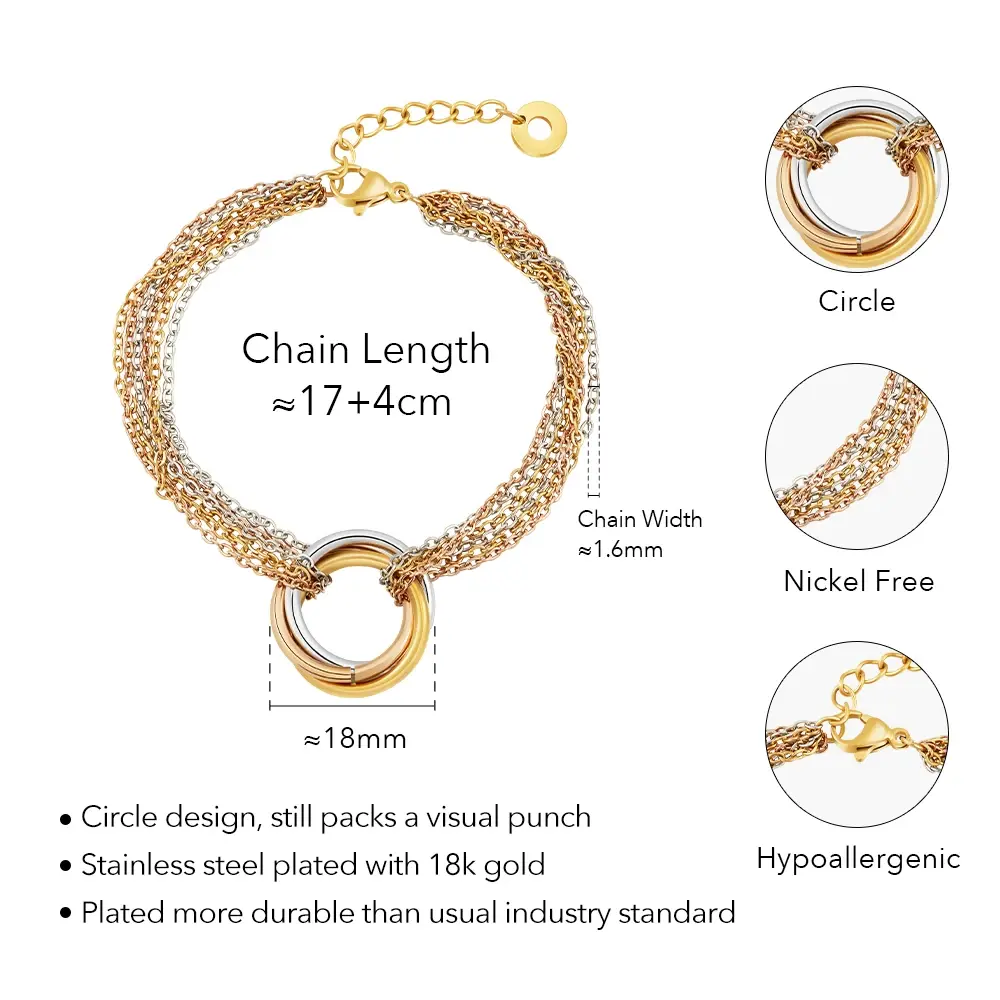 Chain Length
≈17+4cm
Circle
Chain Width
≈1.6mm
Nickel Free
≈18mm
Hypoallergenic
• Circle design, still packs a visual punch
• Stainless steel plated with 18k gold
• Plated more durable than usual industry standard